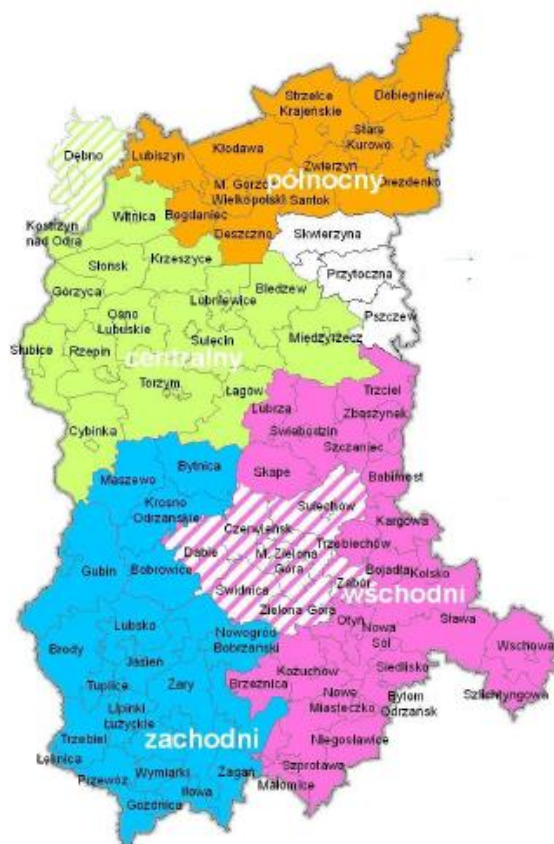 Strzelce
Krajeńskie
Dobiegniew
Stare
Kurowo
Kłodawa
Lubiszyn
Dębno
Zwierzyn
północny
Drezdenko
M. Gorzów
Wielkopolski
Santok
Bogdaniec
Witnica
Kostrzyn
nad Odrą
Deszczno
Skwierzyna
Krzeszyce
Słońsk
Przytoczna
Górzyca
Bledzew
Lubniewice
Pszczew
Ośno
Lubuskie
Słubice
Rzepin
Sulęcin
Międzyrzecz
centralny
Torzym
Łagów
Trzciel
Lubrza
Zbąszynek
Cybinka
Świebodzin
Szczaniec
Bytnica
Skąpe
Babimost
Maszewo
Krosno
Odrzańskie
Sulechów
Kargowa
Czerwieńsk
Trzebiechów
Dąbie
M. Zielona
Góra
Gubin
Bobrowice
Bojadła
Kolsko
Świdnica
Zabór
wschodni
Zielona Góra
Otyń
Nowa
Sól
Sława
Lubsko
Nowogród
Bobrzański
Wschowa
Brody
Jasień
Kożuchów
Siedlisko
Tuplice
Żary
Brzeźnica
Nowe
Miasteczko
Bytom
Odrzańsk
Szlichtyngowa
Lipinki
Łużyckie
Trzebiel
zachodni
Niegosławice
Łęknica
Przewóz
Wymiarki
Żagań
Szprotawa
Małomice
Iłowa
Gozdnica